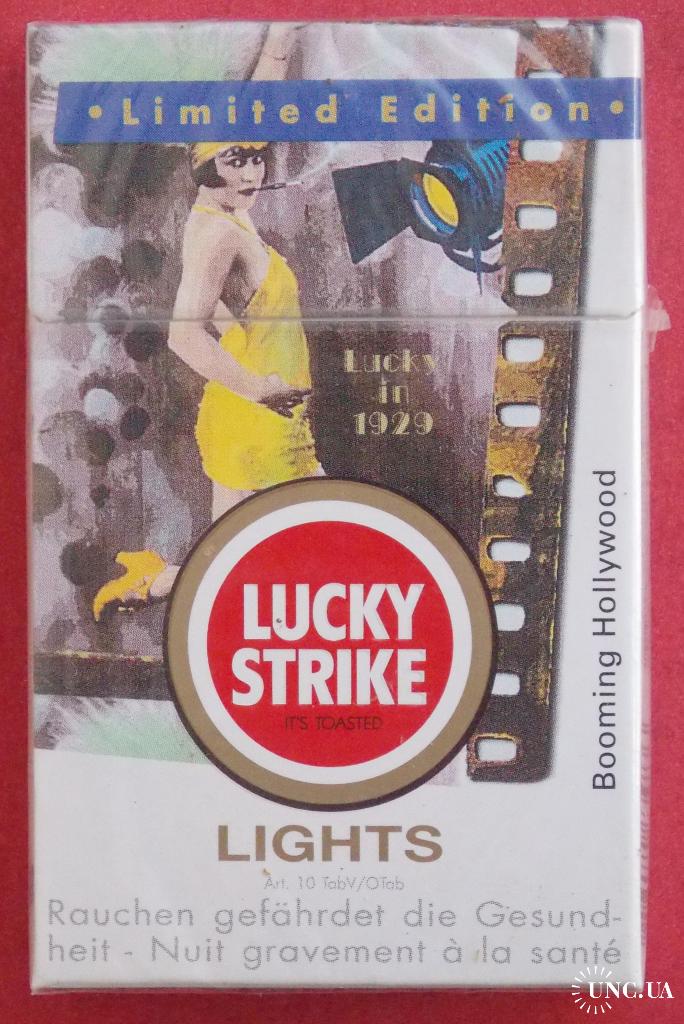 • Limited Edition •
Lucky
in
1929
Booming Hollywood
LUCKY
STRIKE
IT'S TOASTED
LIGHTS
Art. 10 TabV/OTab
Rauchen gefährdet die Gesund-
heit - Nuit gravement à la santé
UNC.UA